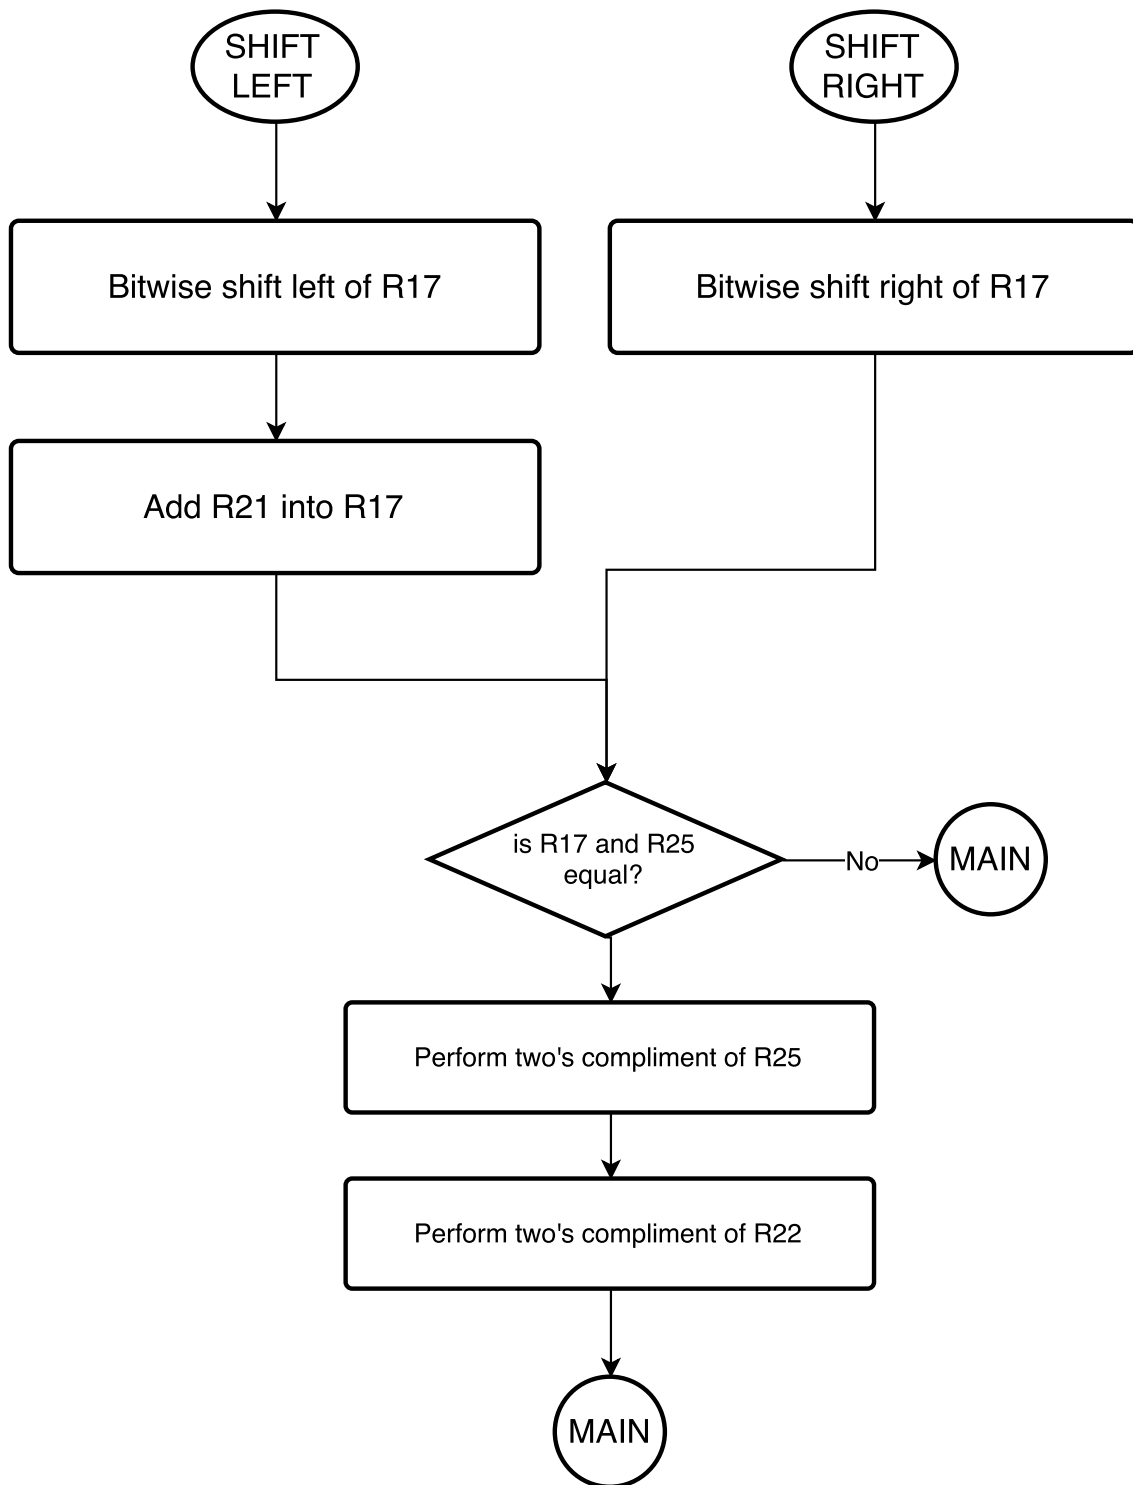 SHIFT
LEFT
SHIFT
RIGHT
Bitwise shift left of R17
Bitwise shift right of R17
Add R21 into R17
is R17 and R25
equal?
No
MAIN
Perform two's compliment of R25
Perform two's compliment of R22
MAIN